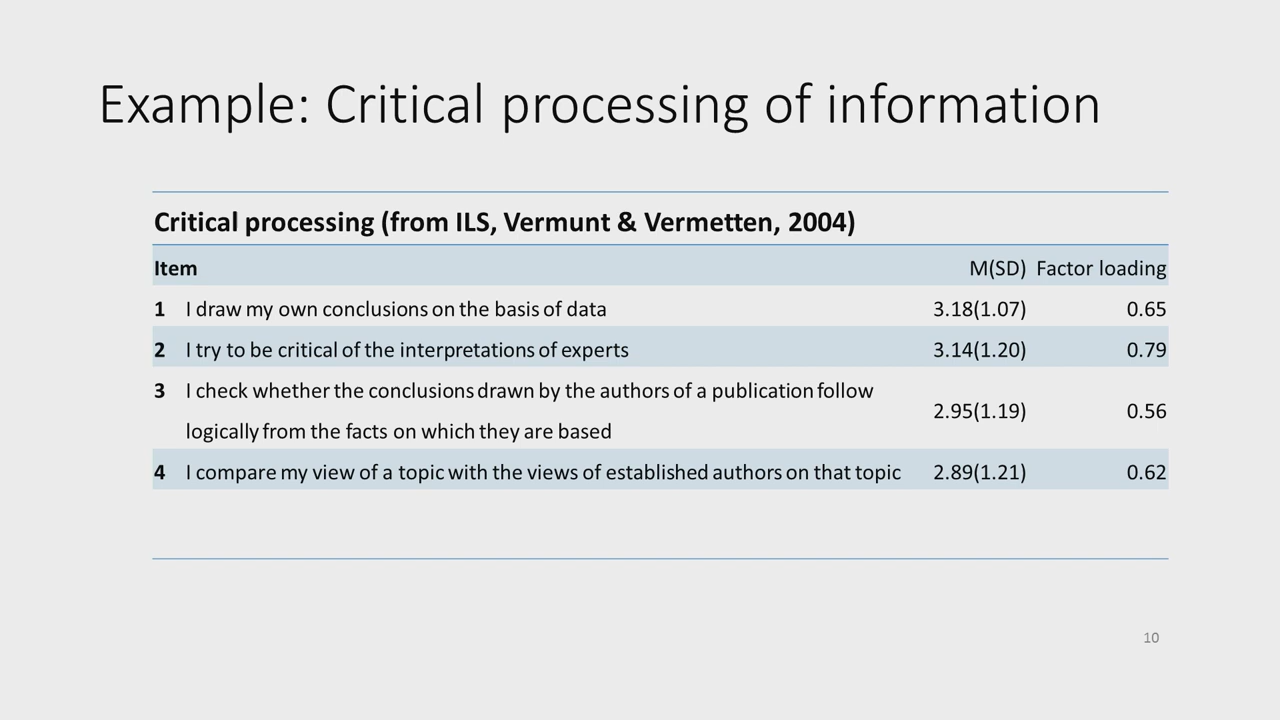 Example: Critical processing of information
Critical processing (from ILS, Vermunt & Vermetten, 2004)
Item M(SD) Factor loading
1 I draw my own conclusions on the basis of data 3.18(1.07) 0.65
2 I try to be critical of the interpretations of experts 3.14(1.20) 0.79
3 I check whether the conclusions drawn by the authors of a publication follow
logically from the facts on which they are based 2.95(1.19) 0.56
4 I compare my view of a topic with the views of established authors on that topic 2.89(1.21) 0.62
10